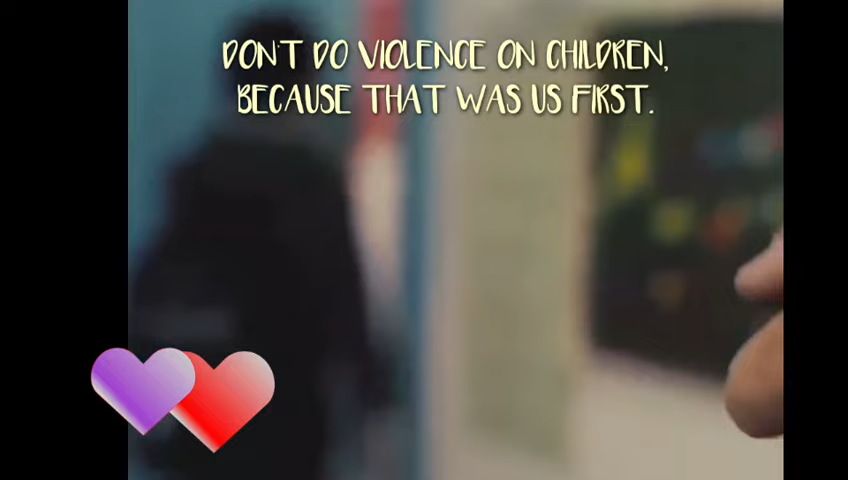 DON'T DO VIOLENCE ON CHILDREN,
BECAUSE THAT WAS US FIRST.